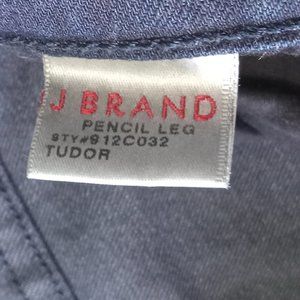 J BRAND
PENCIL LEG
STY#912C032
TUDOR